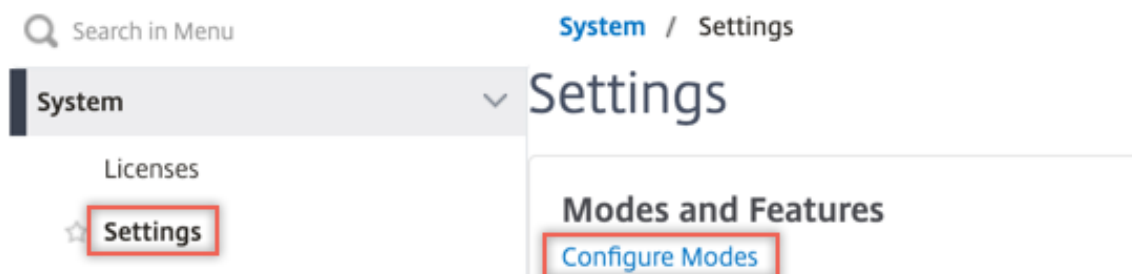 Search in Menu
System
Licenses
Settings
System / Settings
Settings
Modes and Features
Configure Modes